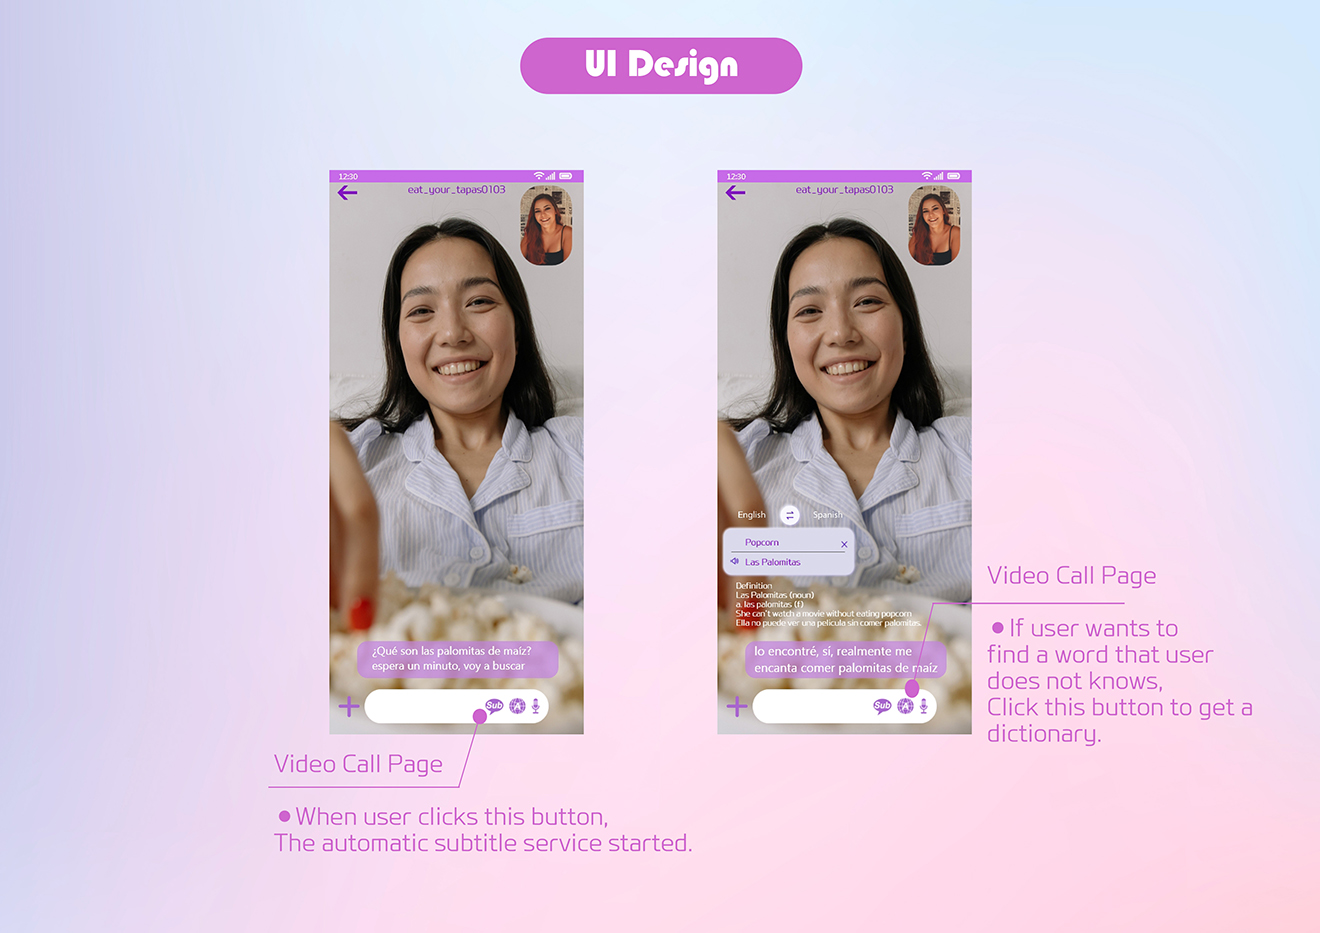 UI Design
12:30
eat_your_tapas0103
¿Qué son las palomitas de maíz?
espera un minuto, voy a buscar
Sub
A
Video Call Page
When user clicks this button,
The automatic subtitle service started.
12:30
eat_your_tapas0103
English
Spanish
Popcorn
Las Palomitas
Definition
Las Palomitas (noun)
a. las palomitas (f)
She can't watch a movie without eating popcorn
Ella no puede ver una película sin comer palomitas.
lo encontré, sí, realmente me
encanta comer palomitas de maíz
Sub
A
Video Call Page
If user wants to
find a word that user
does not knows,
Click this button to get a
dictionary.